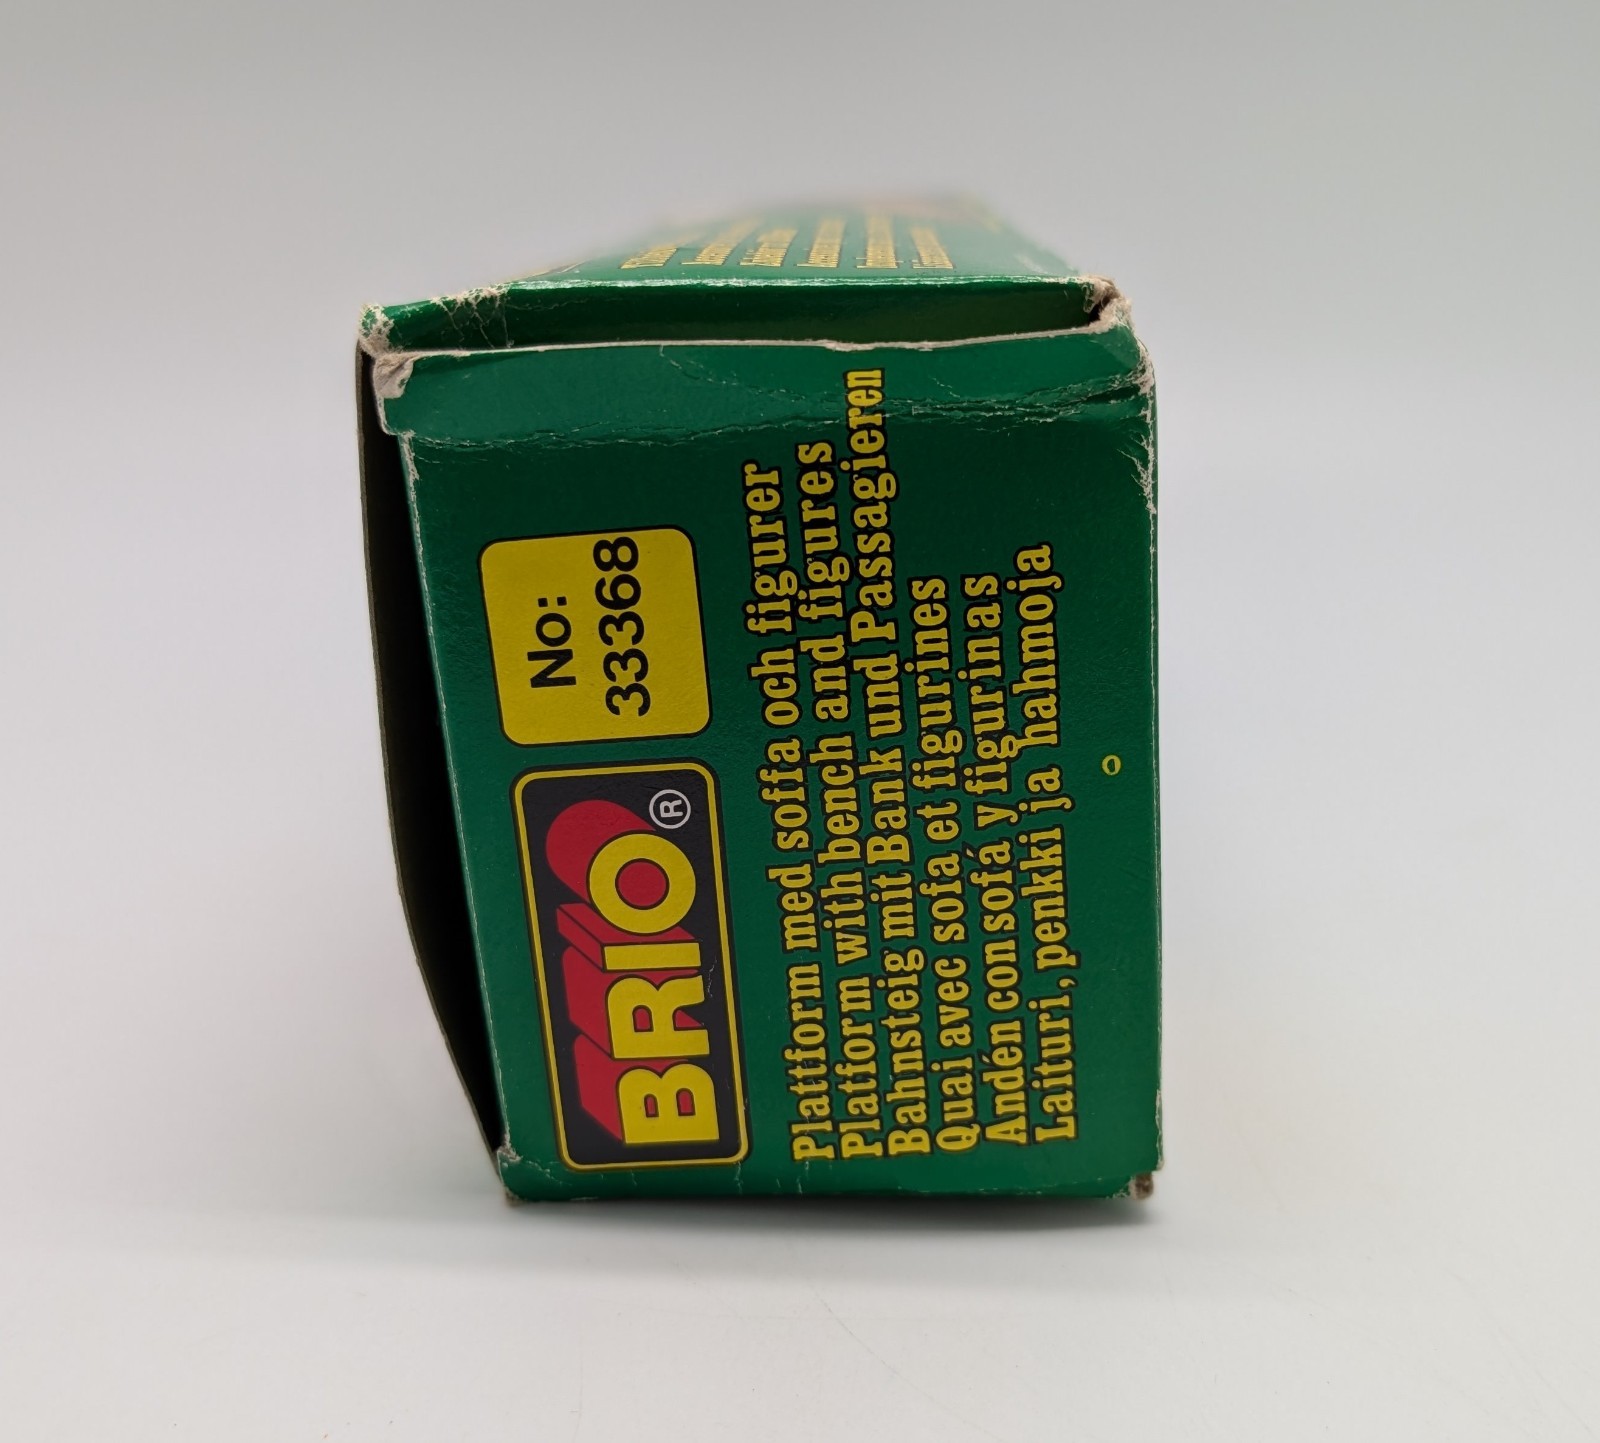 BRIO®
No:
33368
Plattform med soffa och figurer
Platform with bench and figures
Bahnsteig mit Bank und Passagieren
Quai avec sofa et figurines
Andén con sofá y figurinas
Laituri, penkki ja hahmoja